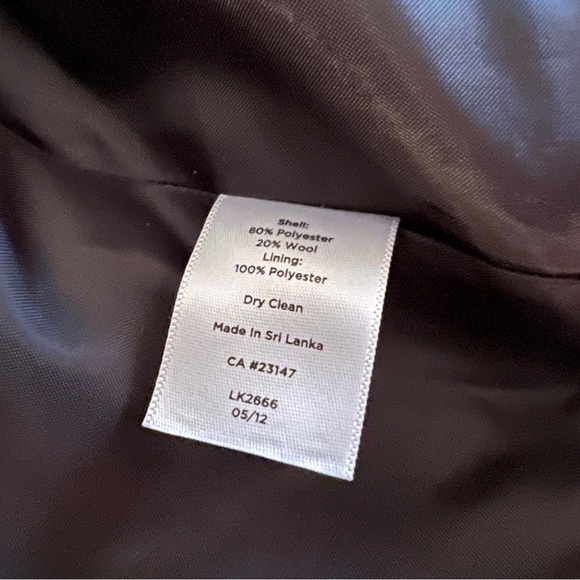 Shell:
80% Polyester
20% Wool
Lining:
100% Polyester
Dry Clean
Made In Sri Lanka
CA #23147
LK2666
05/12